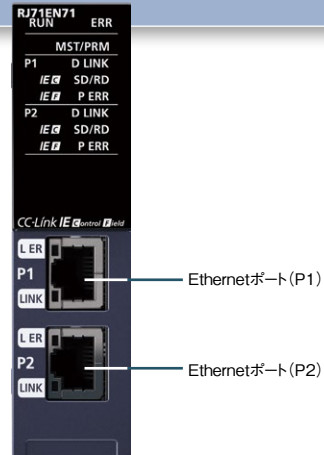 RJ71EN71
RUN ERR
MST/PRM
P1 D LINK
IE C SD/RD
IE F P ERR
P2 D LINK
IE C SD/RD
IE F P ERR
CC-Link IE Control Field
L ER
P1
LINK
Ethernetポート(P1)
L ER
P2
LINK
Ethernetポート(P2)